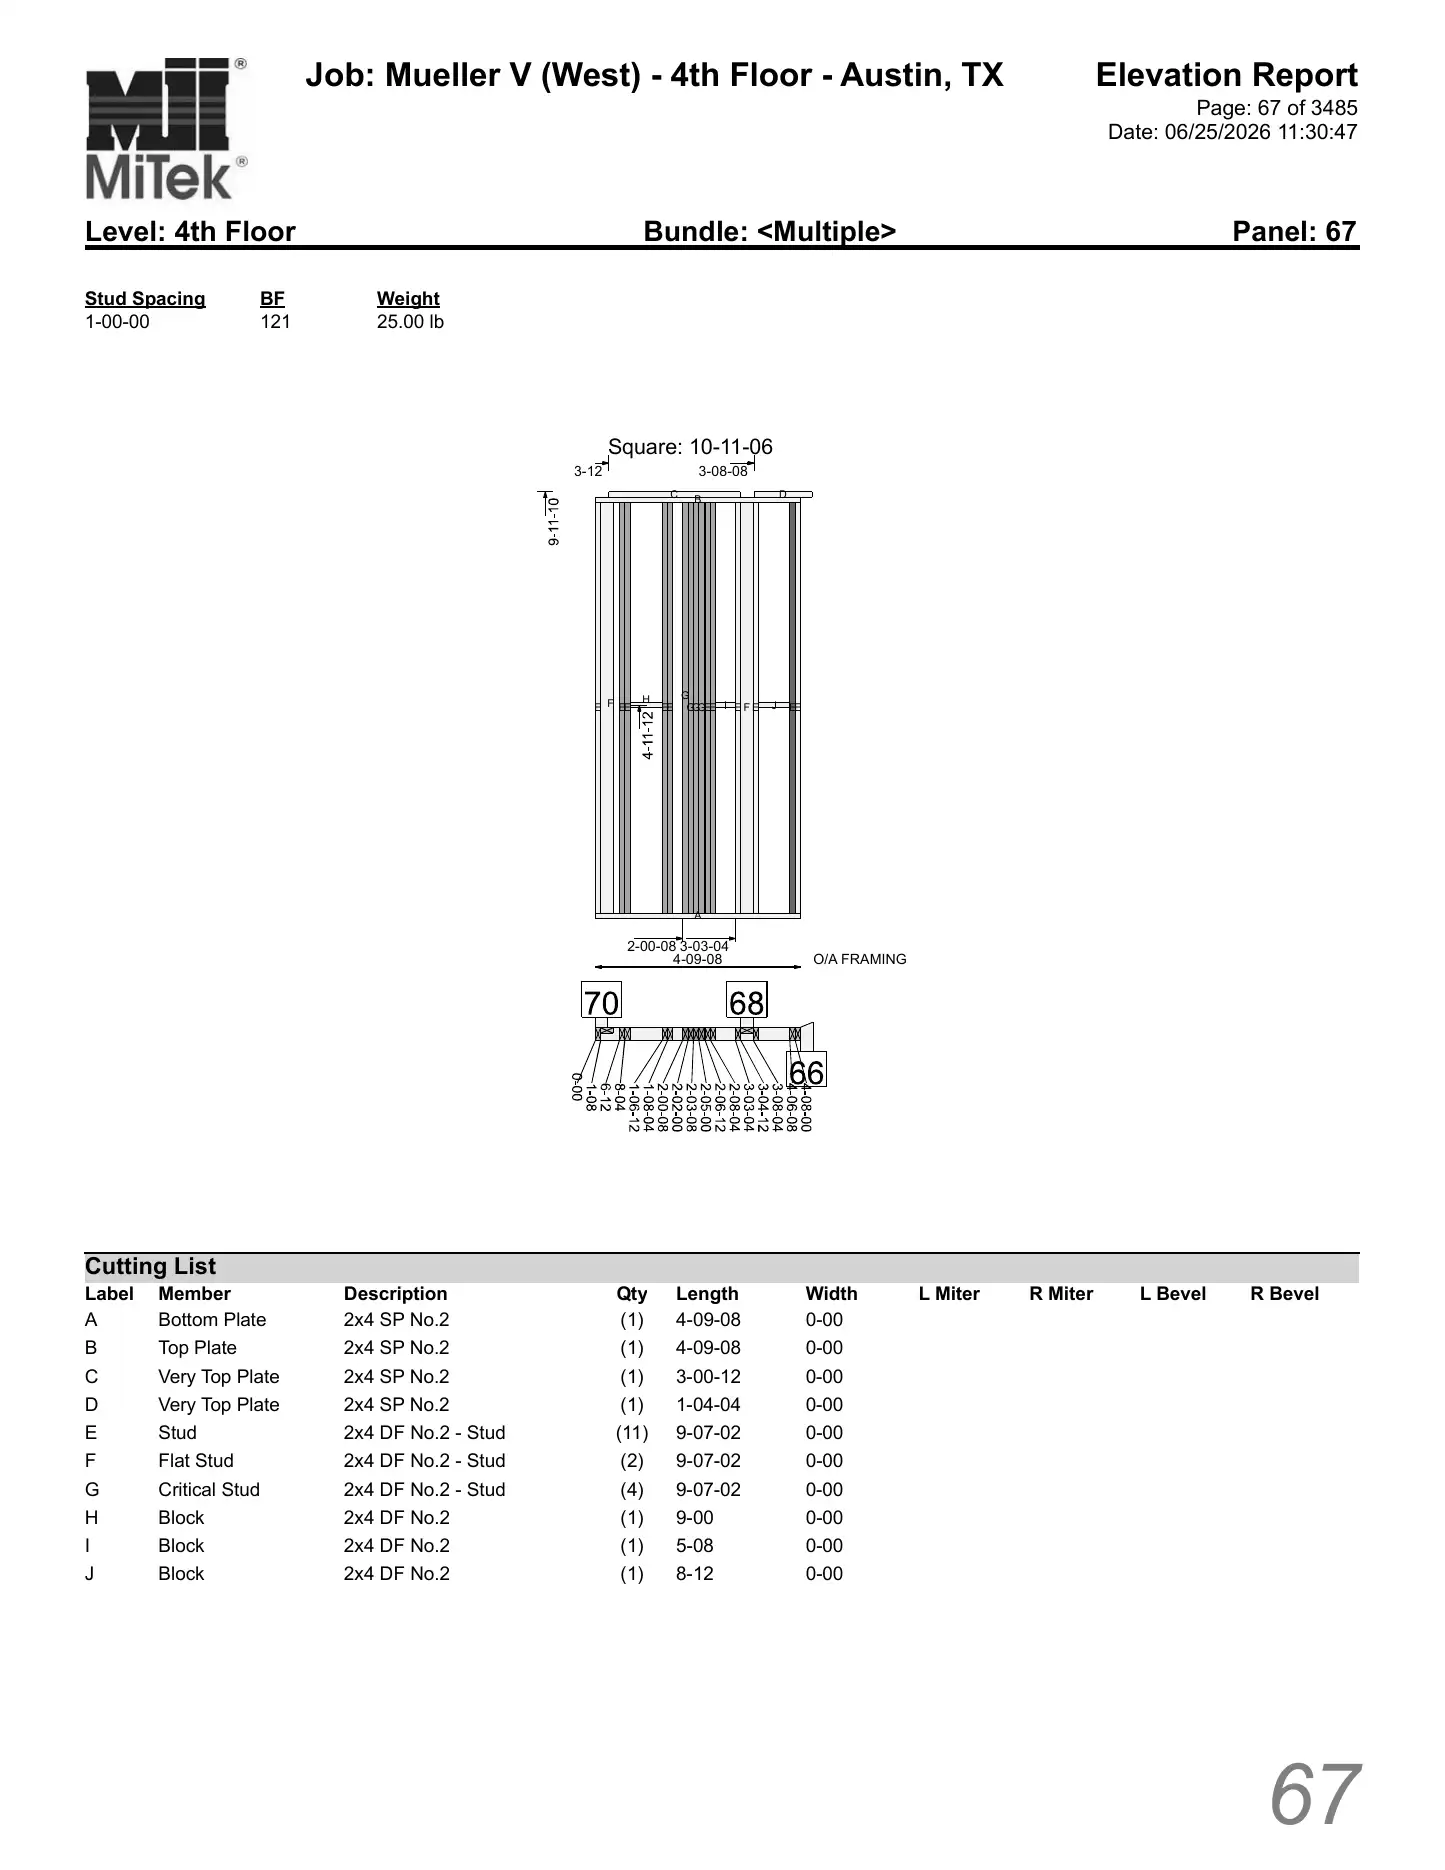 Job: Mueller V (West) - 4th Floor - Austin, TX
Elevation Report
Page: 67 of 3485
Date: 06/25/2026 11:30:47
MiTek®
Level: 4th Floor
Bundle: <Multiple>
Panel: 67
Stud Spacing BF Weight
1-00-00 121 25.00 lb
Square: 10-11-06
3-12 3-08-08
C B D
9-11-10
F H G GGG I F J
4-11-12
A
2-00-08 3-03-04
4-09-08 O/A FRAMING
70 68
66
0-00
1-08
6-12
8-04
1-06-12
1-08-04
2-00-08
2-02-00
2-03-08
2-05-00
2-06-12
2-08-04
3-03-04
3-04-12
3-08-04
4-06-08
4-08-00
Cutting List
Label Member Description Qty Length Width L Miter R Miter L Bevel R Bevel
A Bottom Plate 2x4 SP No.2 (1) 4-09-08 0-00
B Top Plate 2x4 SP No.2 (1) 4-09-08 0-00
C Very Top Plate 2x4 SP No.2 (1) 3-00-12 0-00
D Very Top Plate 2x4 SP No.2 (1) 1-04-04 0-00
E Stud 2x4 DF No.2 - Stud (11) 9-07-02 0-00
F Flat Stud 2x4 DF No.2 - Stud (2) 9-07-02 0-00
G Critical Stud 2x4 DF No.2 - Stud (4) 9-07-02 0-00
H Block 2x4 DF No.2 (1) 9-00 0-00
I Block 2x4 DF No.2 (1) 5-08 0-00
J Block 2x4 DF No.2 (1) 8-12 0-00
67